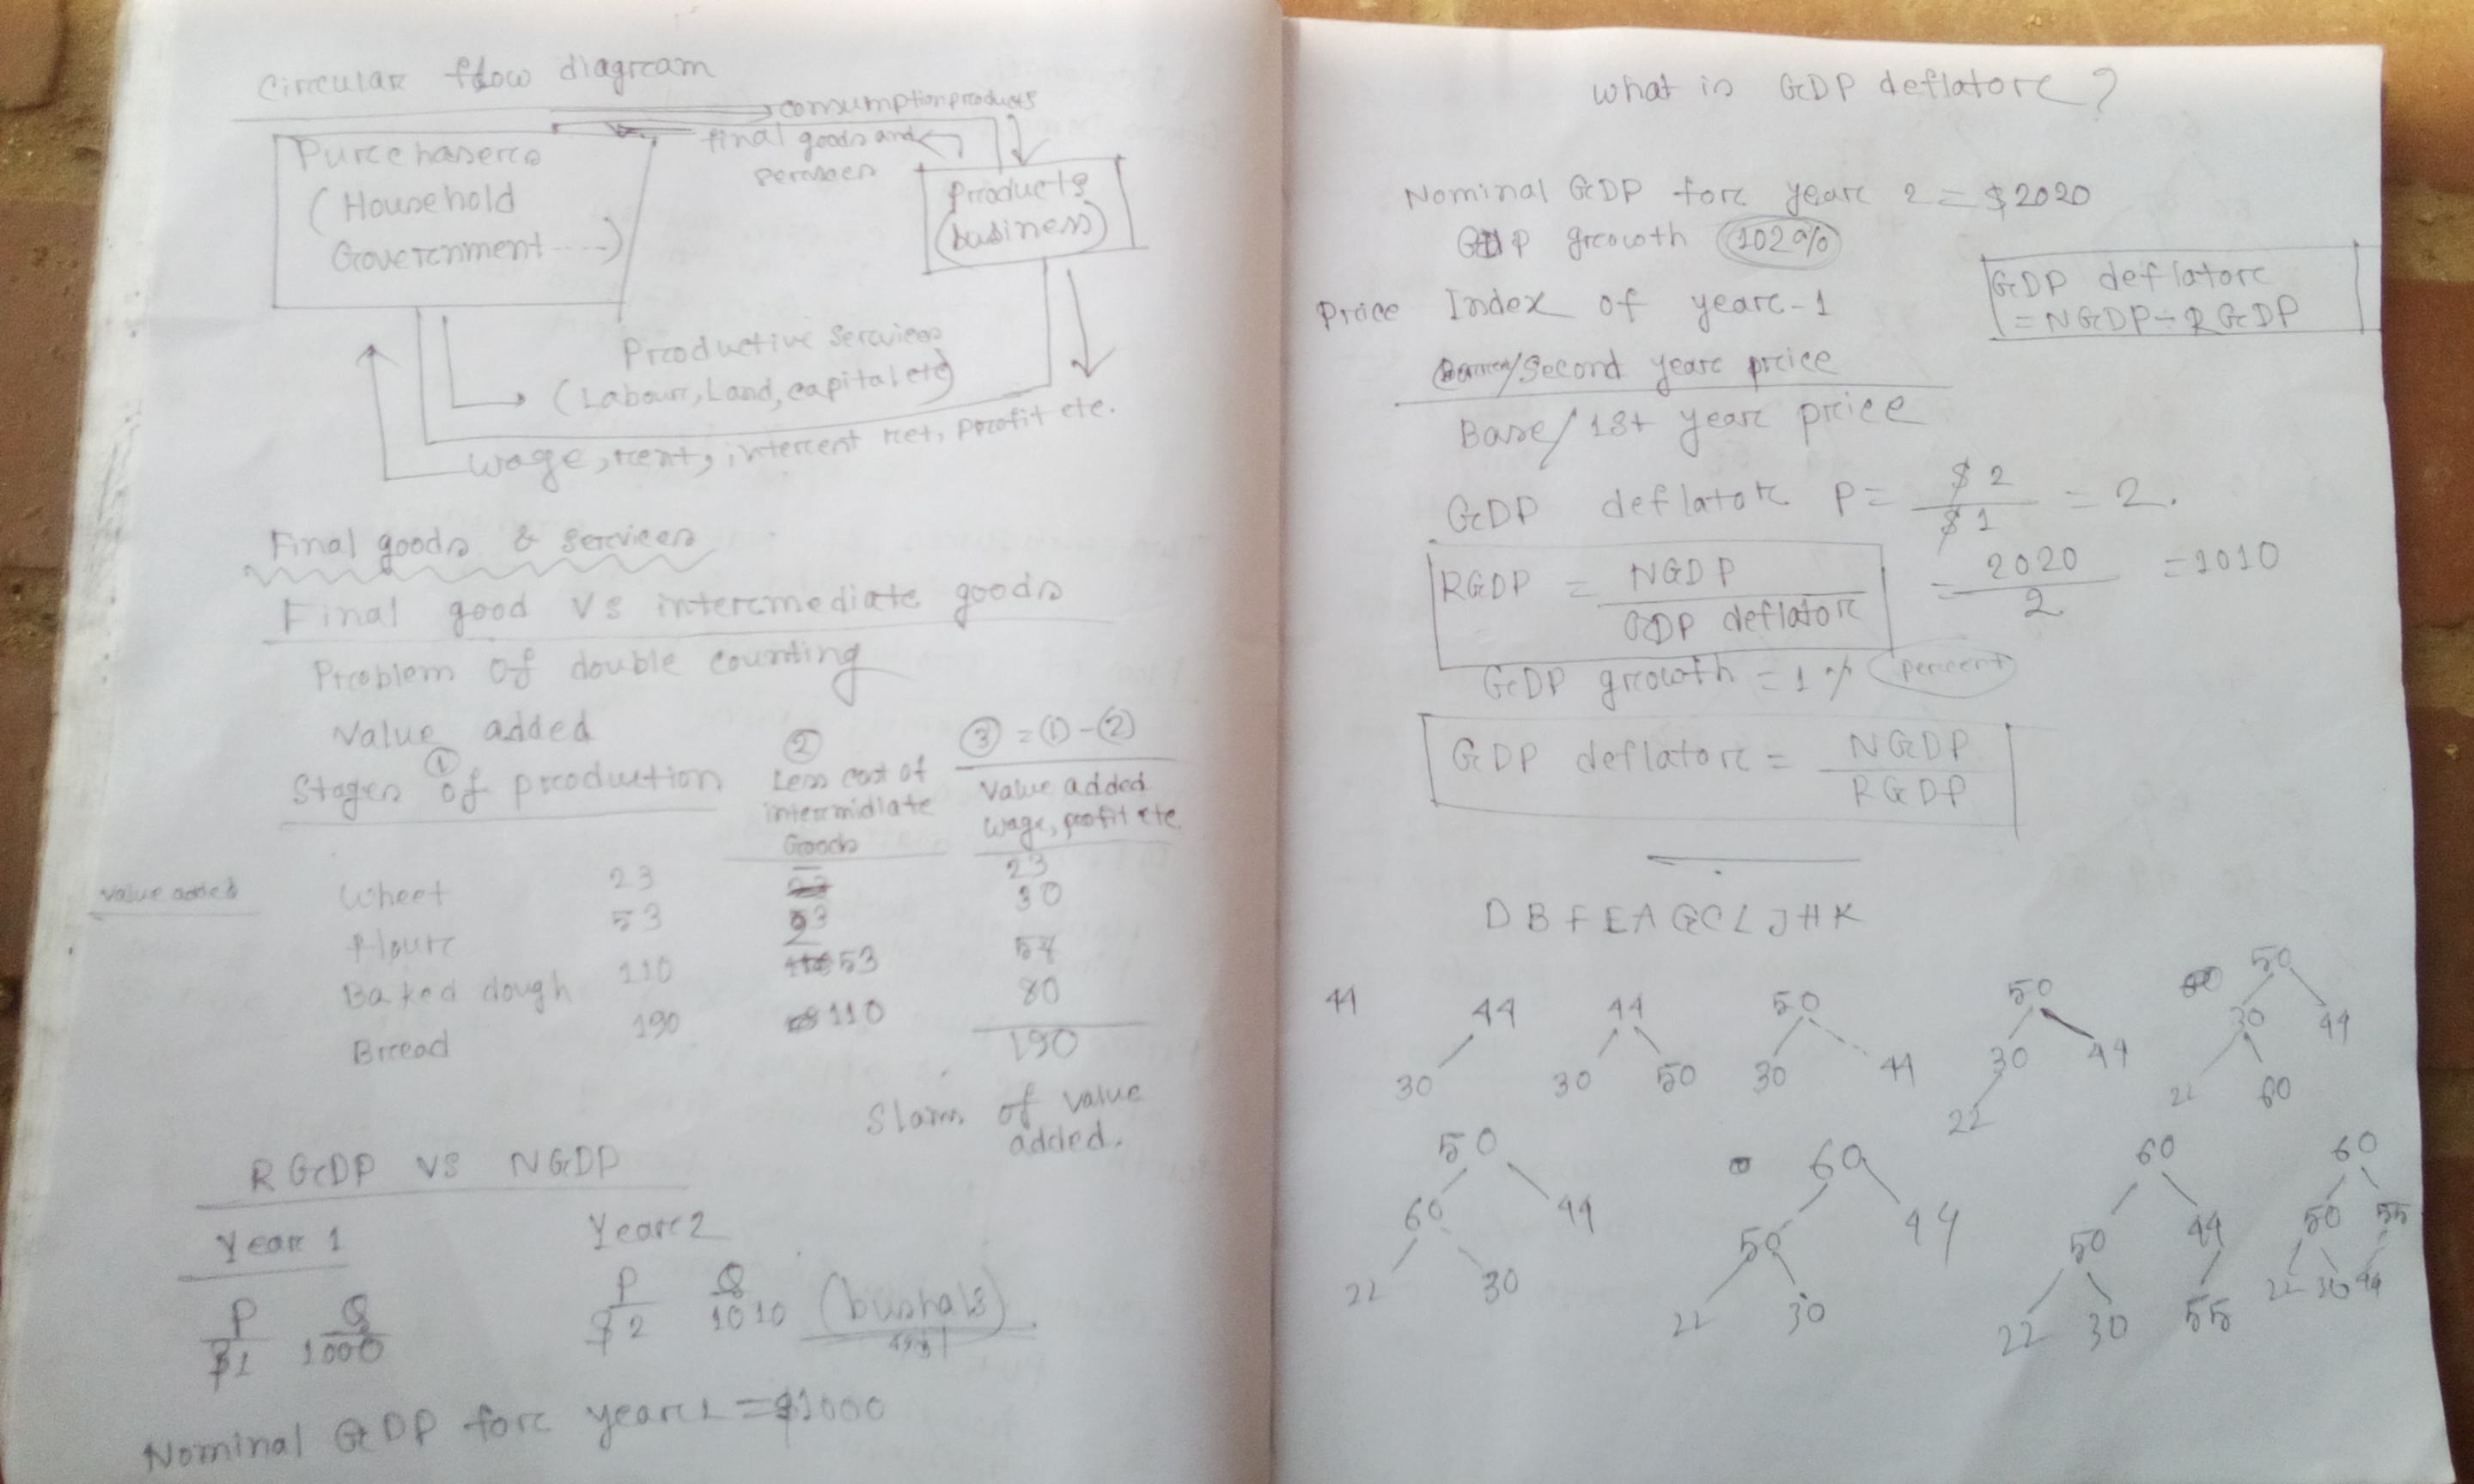 Circular flow diagram
consumption products
final goods and
Purchasers
(Household
Government ....)
Products
(business)
Productive Services
(Labour, Land, capital etc)
wage, rent, profit etc.
Final goods & services
Final good vs intermediate goods
Problem of double counting
Value added
① ② ③ = ① - ②
Stages of production
Less cost of
intermidiate
Goods
Value added
wage, profit etc
value added
Wheet 23 23
Flour 53 23 30
Baked dough 110 53 57
Bread 190 110 80
190
of value
added.
RGDP VS NGDP
Year 1 Year 2
P Q P Q
$1 1000 $2 1010 (bushals)
Nominal GDP for year 1 = $1000
What is GDP deflator?
Nominal GDP for year 2 = $2020
GDP growth 102%
GDP deflator
= NGDP - RGDP
Price Index of year-1
/Second year price
Base/1st year price
GDP deflator P = $2 / $1 = 2.
RGDP = NGDP / GDP deflator = 2020 / 2 = 1010
GDP growth = 1% percent
GDP deflator = NGDP / RGDP
D B F E A G C L J H K
44
44
30
44
30 50
50
30 44
50
30 44
22
50
30 44
22 60
50
60 44
22 30
60
50 44
22 30
60
50 44
22 30 55
60
50 55
22 30 44